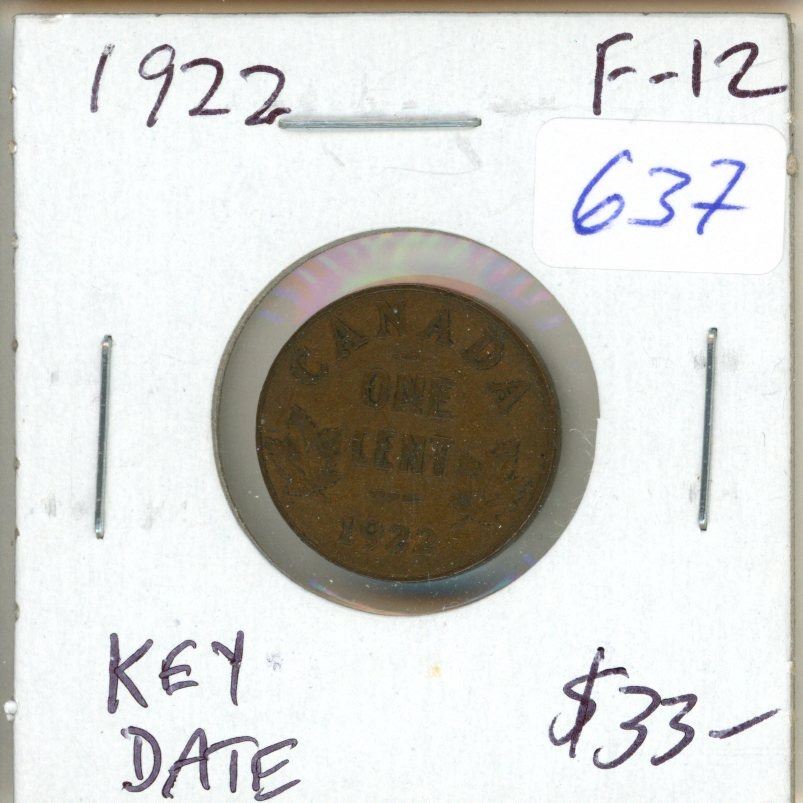 1922 F-12
637
CANADA
ONE
CENT
1922
KEY
DATE
$33-